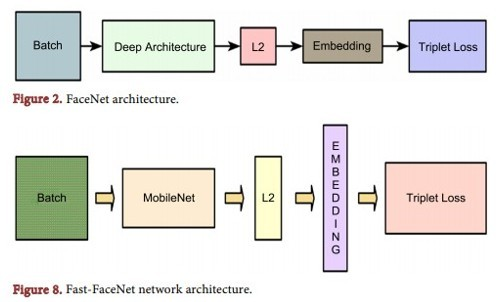 Batch
Deep Architecture
L2
Embedding
Triplet Loss
Figure 2. FaceNet architecture.
Batch
MobileNet
L2
EMBEDDING
Triplet Loss
Figure 8. Fast-FaceNet network architecture.